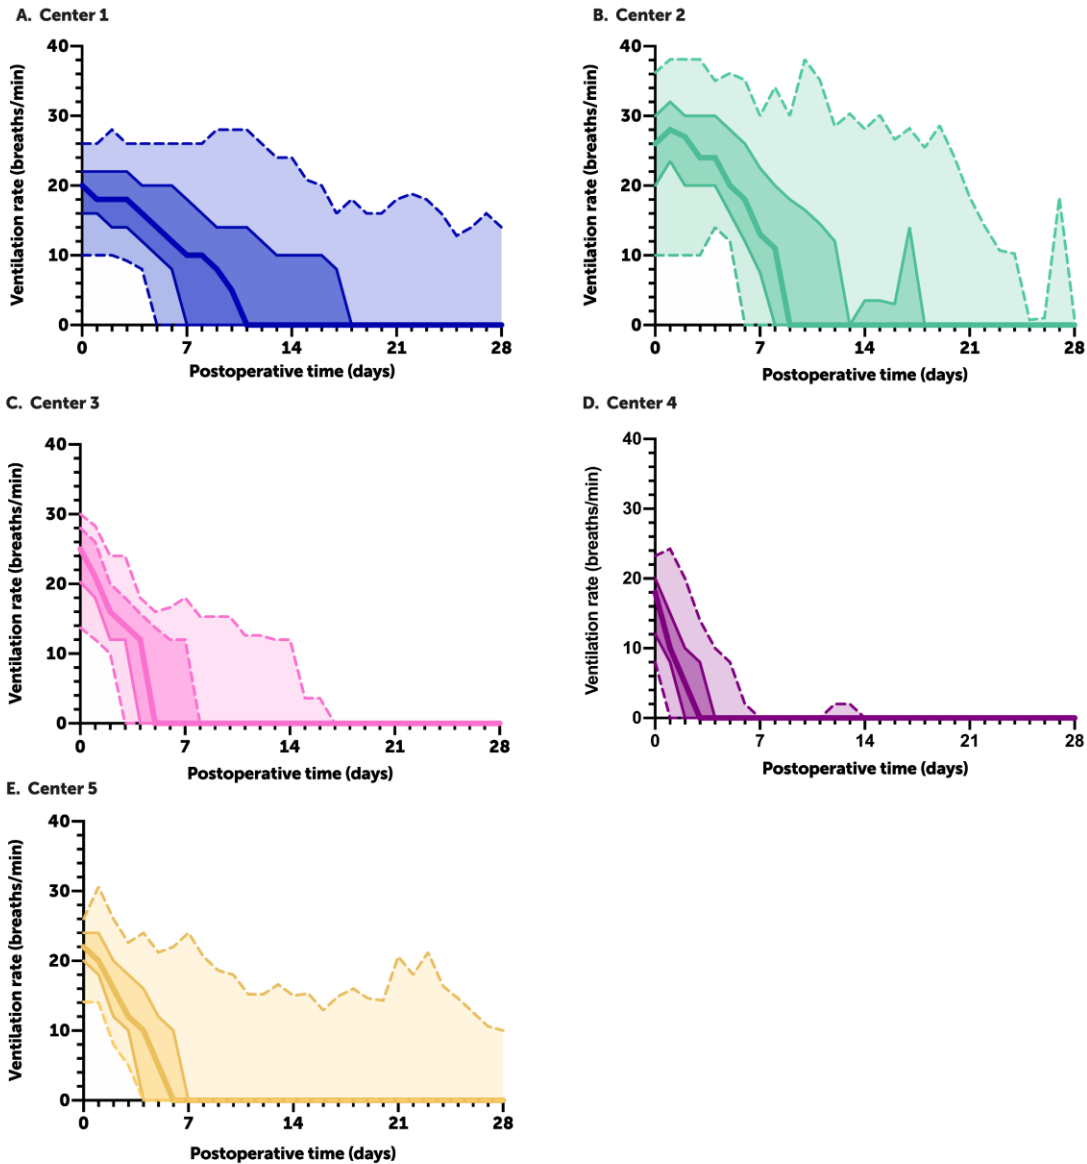 A. Center 1
Ventilation rate (breaths/min)
40
30
20
10
0
0 7 14 21 28
Postoperative time (days)
B. Center 2
Ventilation rate (breaths/min)
40
30
20
10
0
0 7 14 21 28
Postoperative time (days)
C. Center 3
Ventilation rate (breaths/min)
40
30
20
10
0
0 7 14 21 28
Postoperative time (days)
D. Center 4
Ventilation rate (breaths/min)
40
30
20
10
0
0 7 14 21 28
Postoperative time (days)
E. Center 5
Ventilation rate (breaths/min)
40
30
20
10
0
0 7 14 21 28
Postoperative time (days)